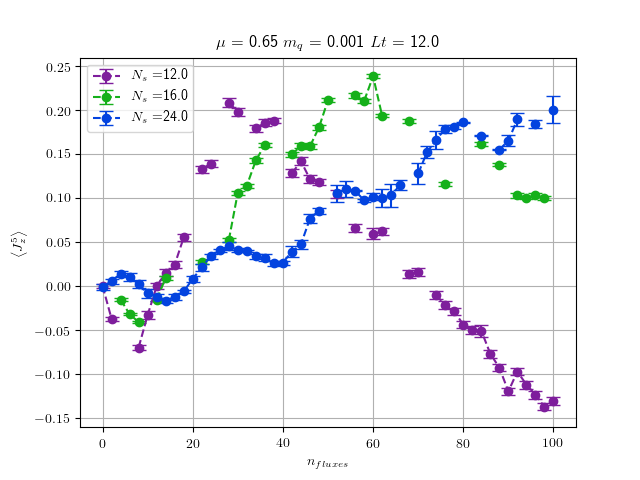 μ = 0.65 m_q = 0.001 Lt = 12.0
N_s =12.0
N_s =16.0
N_s =24.0
0.25
0.20
0.15
0.10
0.05
0.00
−0.05
−0.10
−0.15
⟨J_z^5⟩
0 20 40 60 80 100
n_{fluxes}